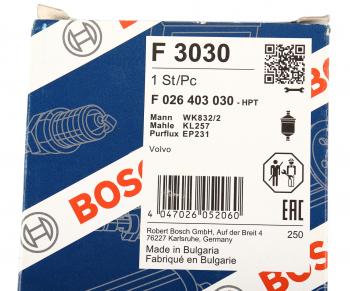 BOSCH
F 3030
1 St/Pc
F 026 403 030 - HPT
Mann WK832/2
Mahle KL257
Purflux EP231
Volvo
BOSC
4 047026 052060
EAC
Robert Bosch GmbH, Auf der Breit 4
76227 Karlsruhe, Germany
250
Made in Bulgaria
Fabriqué en Bulgarie
BOS